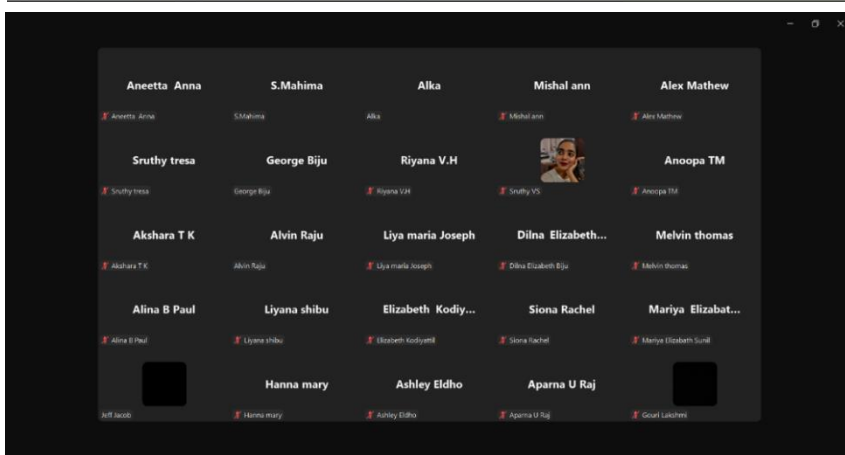 Aneetta Anna S.Mahima Alka Mishal ann Alex Mathew
Aneetta Anna S.Mahima Alka Mishal ann Alex Mathew
Sruthy tresa George Biju Riyana V.H Anoopa TM
Sruthy tresa George Biju Riyana V.H Sruthy VS Anoopa TM
Akshara T K Alvin Raju Liya maria Joseph Dilna Elizabeth... Melvin thomas
Akshara T K Alvin Raju Liya maria Joseph Dilna Elizabeth Biju Melvin thomas
Alina B Paul Liyana shibu Elizabeth Kodiy... Siona Rachel Mariya Elizabat...
Alina B Paul Liyana shibu Elizabeth Kodiyettil Siona Rachel Mariya Elizabath Sunil
Hanna mary Ashley Eldho Aparna U Raj
Jeff Jacob Hanna mary Ashley Eldho Aparna U Raj Gouri Lakshmi